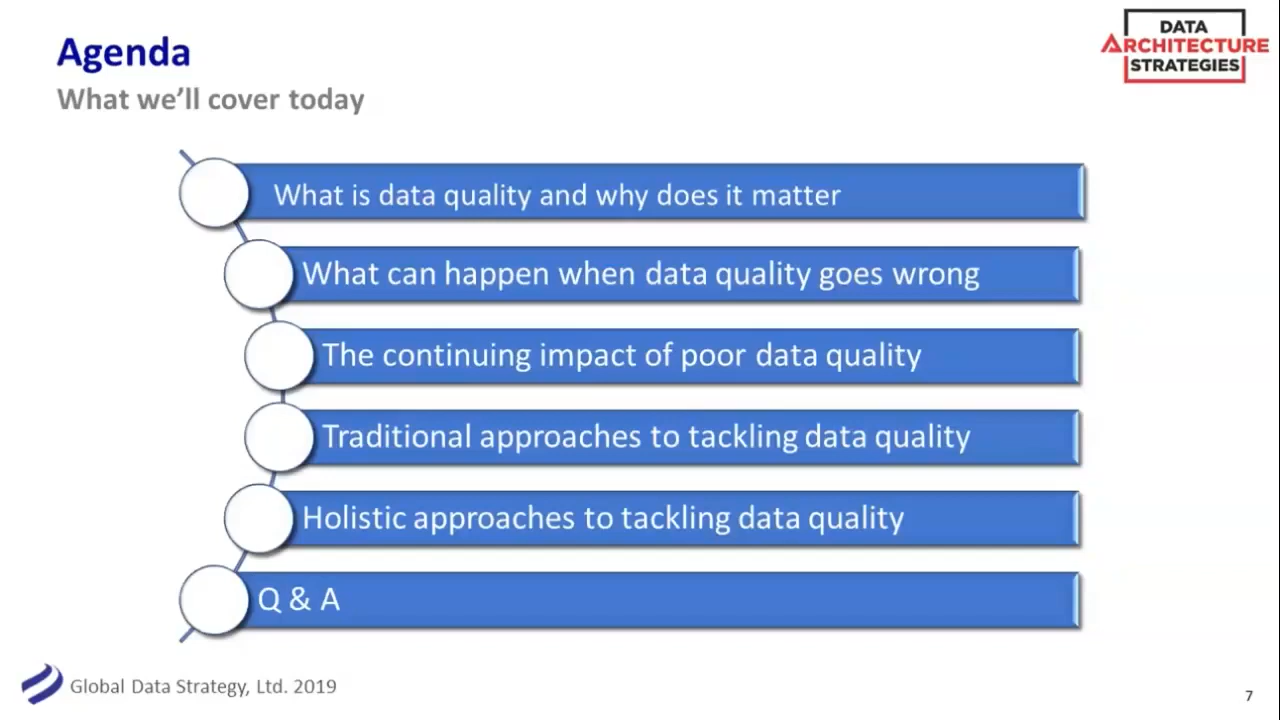 Agenda
What we'll cover today
DATA
ARCHITECTURE
STRATEGIES
What is data quality and why does it matter
What can happen when data quality goes wrong
The continuing impact of poor data quality
Traditional approaches to tackling data quality
Holistic approaches to tackling data quality
Q & A
Global Data Strategy, Ltd. 2019
7